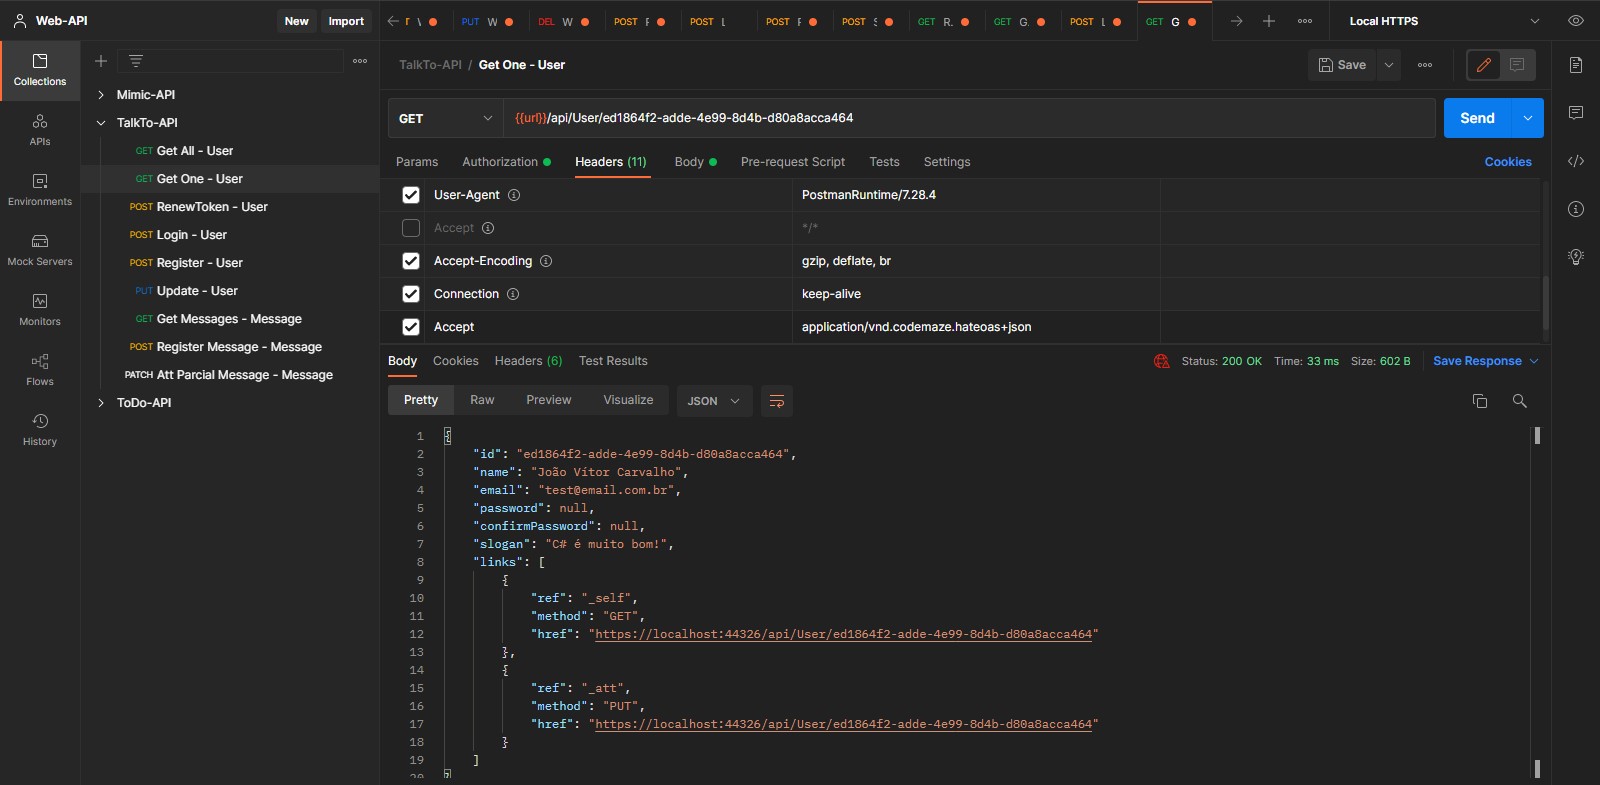 Web-API
New
Import
PUT W
DEL W
POST F
POST L
POST F
POST S
GET R.
GET G.
POST L
GET G
Local HTTPS
Collections
APIs
Environments
Mock Servers
Monitors
Flows
History
Mimic-API
TalkTo-API
GET Get All - User
GET Get One - User
POST RenewToken - User
POST Login - User
POST Register - User
PUT Update - User
GET Get Messages - Message
POST Register Message - Message
PATCH Att Parcial Message - Message
ToDo-API
TalkTo-API / Get One - User
Save
GET
{{url}}/api/User/ed1864f2-adde-4e99-8d4b-d80a8acca464
Send
Params
Authorization
Headers (11)
Body
Pre-request Script
Tests
Settings
Cookies
User-Agent PostmanRuntime/7.28.4
Accept */*
Accept-Encoding gzip, deflate, br
Connection keep-alive
Accept application/vnd.codemaze.hateoas+json
Body
Cookies
Headers (6)
Test Results
Status: 200 OK
Time: 33 ms
Size: 602 B
Save Response
Pretty
Raw
Preview
Visualize
JSON
1 {
2 "id": "ed1864f2-adde-4e99-8d4b-d80a8acca464",
3 "name": "João Vítor Carvalho",
4 "email": "test@email.com.br",
5 "password": null,
6 "confirmPassword": null,
7 "slogan": "C# é muito bom!",
8 "links": [
9 {
10 "ref": "_self",
11 "method": "GET",
12 "href": "https://localhost:44326/api/User/ed1864f2-adde-4e99-8d4b-d80a8acca464"
13 },
14 {
15 "ref": "_att",
16 "method": "PUT",
17 "href": "https://localhost:44326/api/User/ed1864f2-adde-4e99-8d4b-d80a8acca464"
18 }
19 ]
20 }